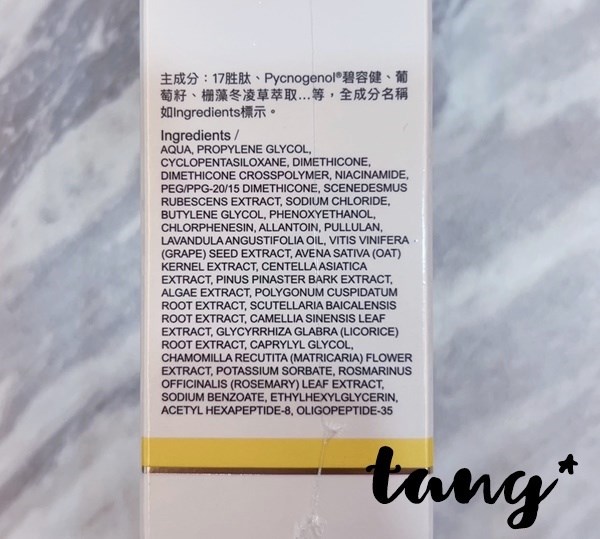 主成分：17胜肽、Pycnogenol®碧容健、葡
萄籽、栅藻冬凌草萃取...等，全成分名稱
如Ingredients標示。
Ingredients /
AQUA, PROPYLENE GLYCOL,
CYCLOPENTASILOXANE, DIMETHICONE,
DIMETHICONE CROSSPOLYMER, NIACINAMIDE,
PEG/PPG-20/15 DIMETHICONE, SCENEDESMUS
RUBESCENS EXTRACT, SODIUM CHLORIDE,
BUTYLENE GLYCOL, PHENOXYETHANOL,
CHLORPHENESIN, ALLANTOIN, PULLULAN,
LAVANDULA ANGUSTIFOLIA OIL, VITIS VINIFERA
(GRAPE) SEED EXTRACT, AVENA SATIVA (OAT)
KERNEL EXTRACT, CENTELLA ASIATICA
EXTRACT, PINUS PINASTER BARK EXTRACT,
ALGAE EXTRACT, POLYGONUM CUSPIDATUM
ROOT EXTRACT, SCUTELLARIA BAICALENSIS
ROOT EXTRACT, CAMELLIA SINENSIS LEAF
EXTRACT, GLYCYRRHIZA GLABRA (LICORICE)
ROOT EXTRACT, CAPRYLYL GLYCOL,
CHAMOMILLA RECUTITA (MATRICARIA) FLOWER
EXTRACT, POTASSIUM SORBATE, ROSMARINUS
OFFICINALIS (ROSEMARY) LEAF EXTRACT,
SODIUM BENZOATE, ETHYLHEXYLGLYCERIN,
ACETYL HEXAPEPTIDE-8, OLIGOPEPTIDE-35
tang*